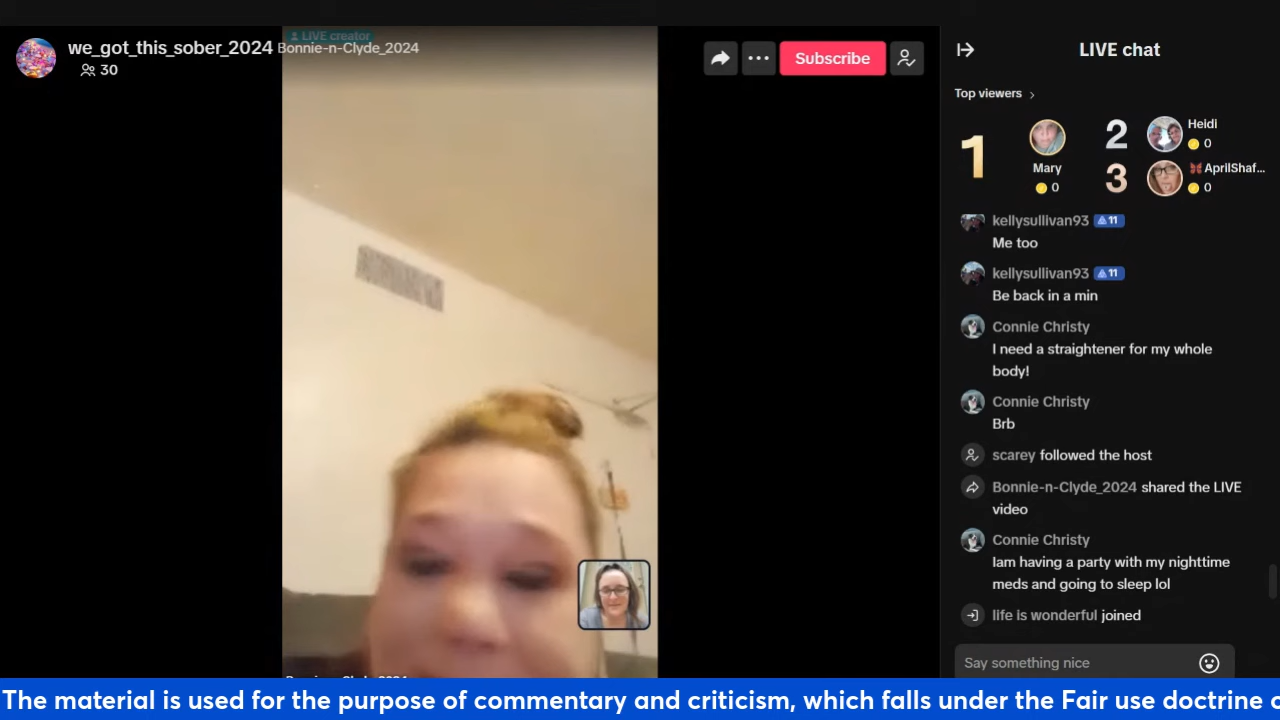 LIVE creator
we_got_this_sober_2024 Bonnie-n-Clyde_2024
30
Subscribe
LIVE chat
Top viewers
1
Mary
0
2
Heidi
0
3
AprilShaf...
0
kellysullivan93 11
Me too
kellysullivan93 11
Be back in a min
Connie Christy
I need a straightener for my whole
body!
Connie Christy
Brb
scarey followed the host
Bonnie-n-Clyde_2024 shared the LIVE
video
Connie Christy
Iam having a party with my nighttime
meds and going to sleep lol
life is wonderful joined
Say something nice
The material is used for the purpose of commentary and criticism, which falls under the Fair use doctrine